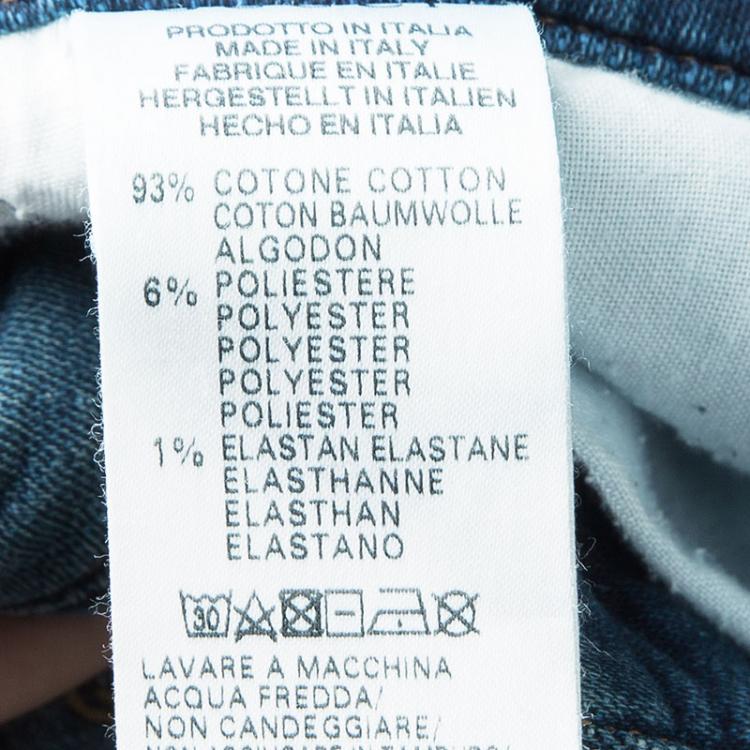 PRODOTTO IN ITALIA
MADE IN ITALY
FABRIQUE EN ITALIE
HERGESTELLT IN ITALIEN
HECHO EN ITALIA
93% COTONE COTTON
COTON BAUMWOLLE
ALGODON
6% POLIESTERE
POLYESTER
POLYESTER
POLYESTER
POLIESTER
1% ELASTAN ELASTANE
ELASTHANNE
ELASTHAN
ELASTANO
30
LAVARE A MACCHINA
ACQUA FREDDA/
NON CANDEGGIARE/